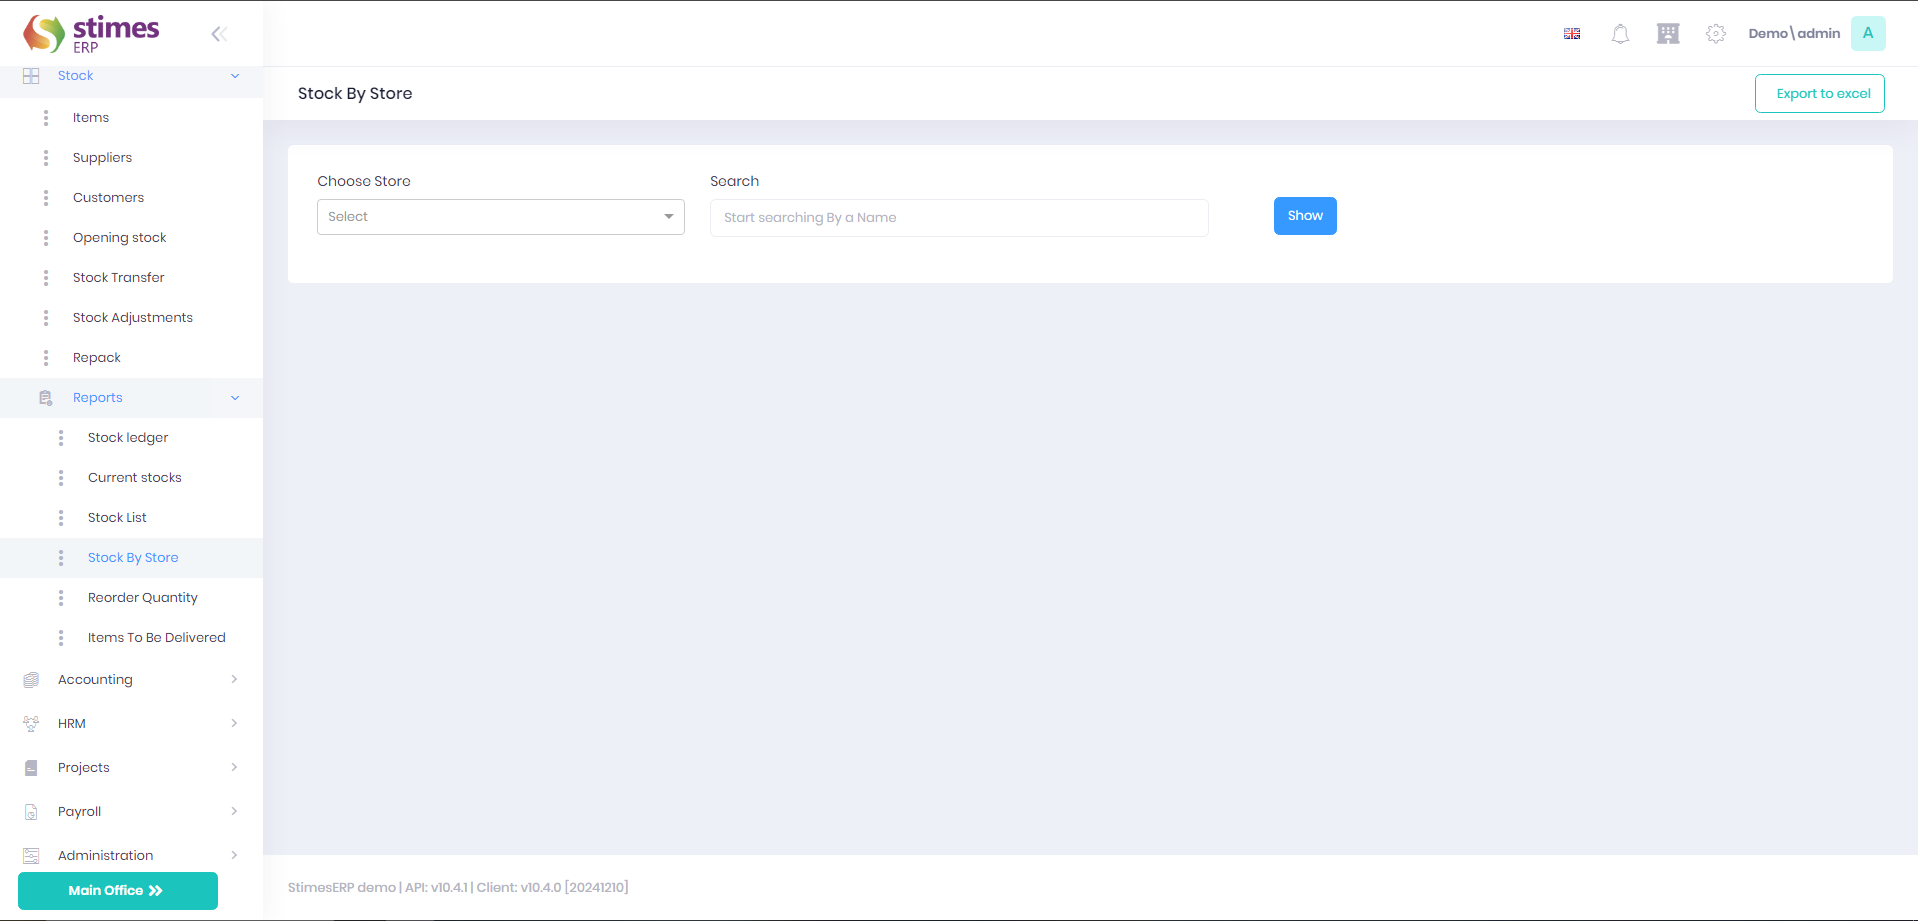 stimes
ERP
Demo\admin
A
Stock
Items
Suppliers
Customers
Opening stock
Stock Transfer
Stock Adjustments
Repack
Reports
Stock ledger
Current stocks
Stock List
Stock By Store
Reorder Quantity
Items To Be Delivered
Accounting
HRM
Projects
Payroll
Administration
Main Office
Stock By Store
Export to excel
Choose Store
Select
Search
Start searching By a Name
Show
StimesERP demo | API: v10.4.1 | Client: v10.4.0 [20241210]